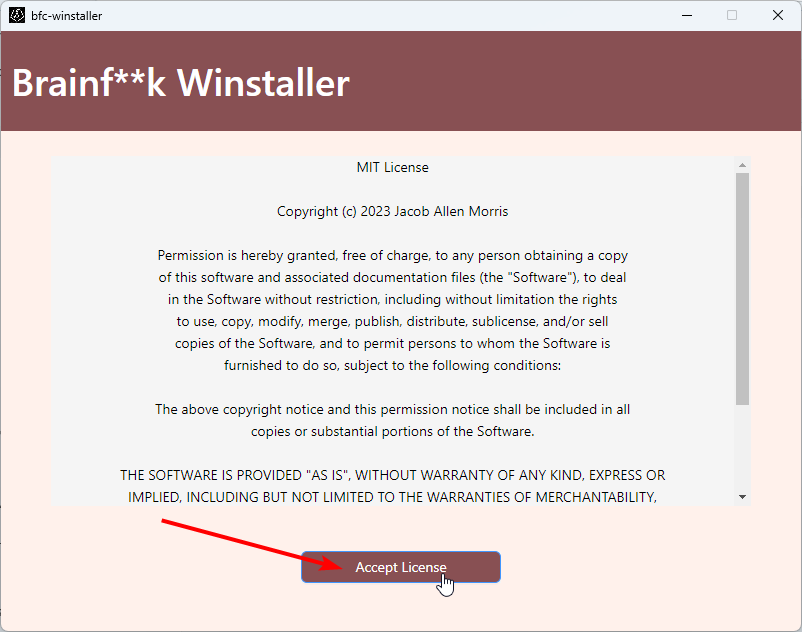 bfc-winstaller
Brainf**k Winstaller
MIT License
Copyright (c) 2023 Jacob Allen Morris
Permission is hereby granted, free of charge, to any person obtaining a copy
of this software and associated documentation files (the "Software"), to deal
in the Software without restriction, including without limitation the rights
to use, copy, modify, merge, publish, distribute, sublicense, and/or sell
copies of the Software, and to permit persons to whom the Software is
furnished to do so, subject to the following conditions:
The above copyright notice and this permission notice shall be included in all
copies or substantial portions of the Software.
THE SOFTWARE IS PROVIDED "AS IS", WITHOUT WARRANTY OF ANY KIND, EXPRESS OR
IMPLIED, INCLUDING BUT NOT LIMITED TO THE WARRANTIES OF MERCHANTABILITY,
Accept License